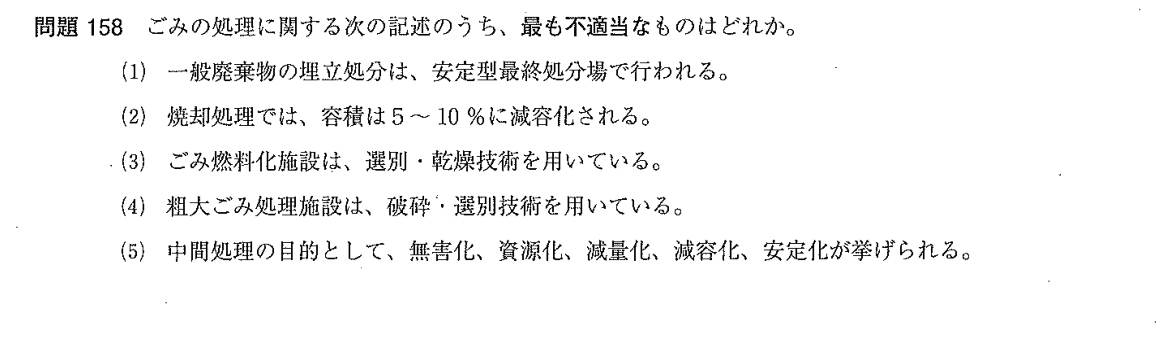 問題 158　ごみの処理に関する次の記述のうち、最も不適当なものはどれか。
(1)　一般廃棄物の埋立処分は、安定型最終処分場で行われる。
(2)　焼却処理では、容積は５～10 %に減容化される。
(3)　ごみ燃料化施設は、選別・乾燥技術を用いている。
(4)　粗大ごみ処理施設は、破砕・選別技術を用いている。
(5)　中間処理の目的として、無害化、資源化、減量化、減容化、安定化が挙げられる。